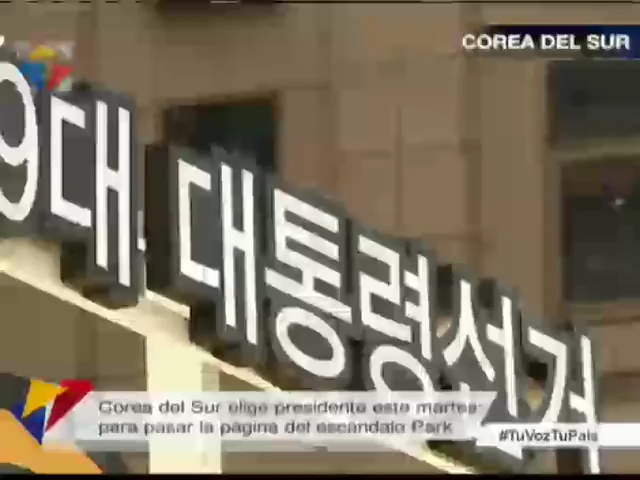 COREA DEL SUR
9대 대통령선거
Corea del Sur elige presidente este martes
para pasar la página del escándalo Park
#TuVozTuPaís